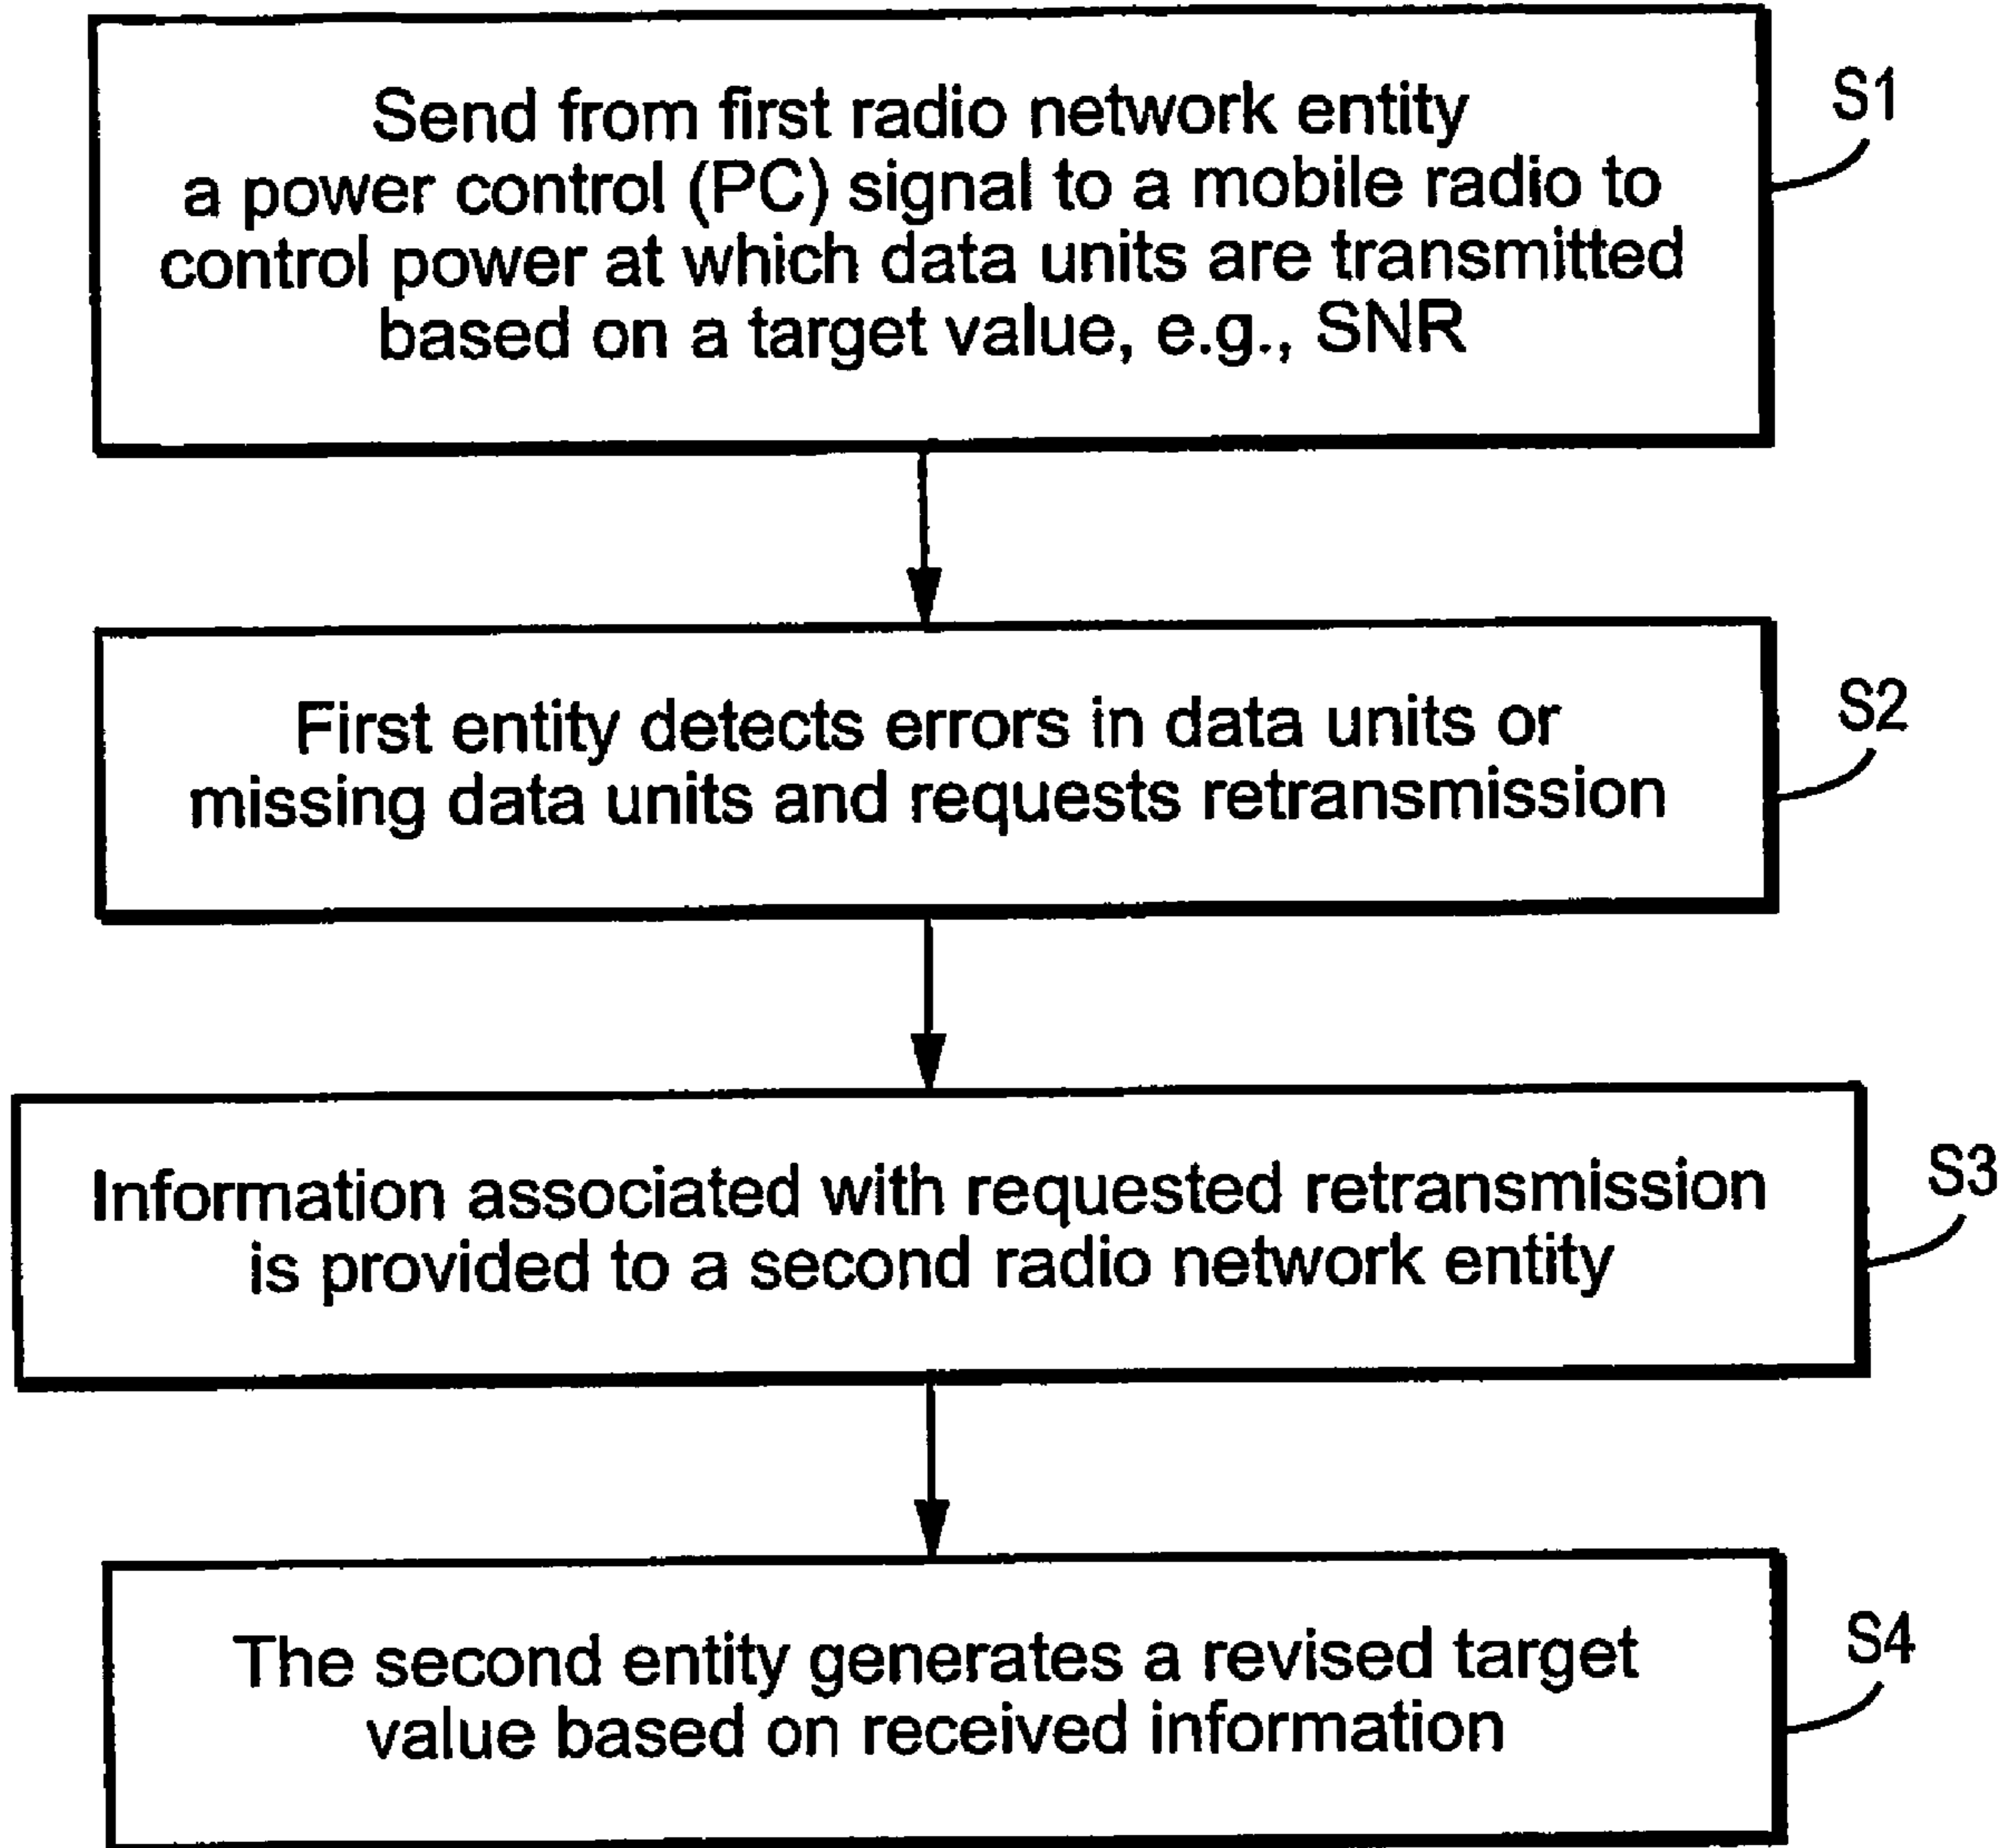 Send from first radio network entity
a power control (PC) signal to a mobile radio to
control power at which data units are transmitted
based on a target value, e.g., SNR
S1
First entity detects errors in data units or
missing data units and requests retransmission
S2
Information associated with requested retransmission
is provided to a second radio network entity
S3
The second entity generates a revised target
value based on received information
S4